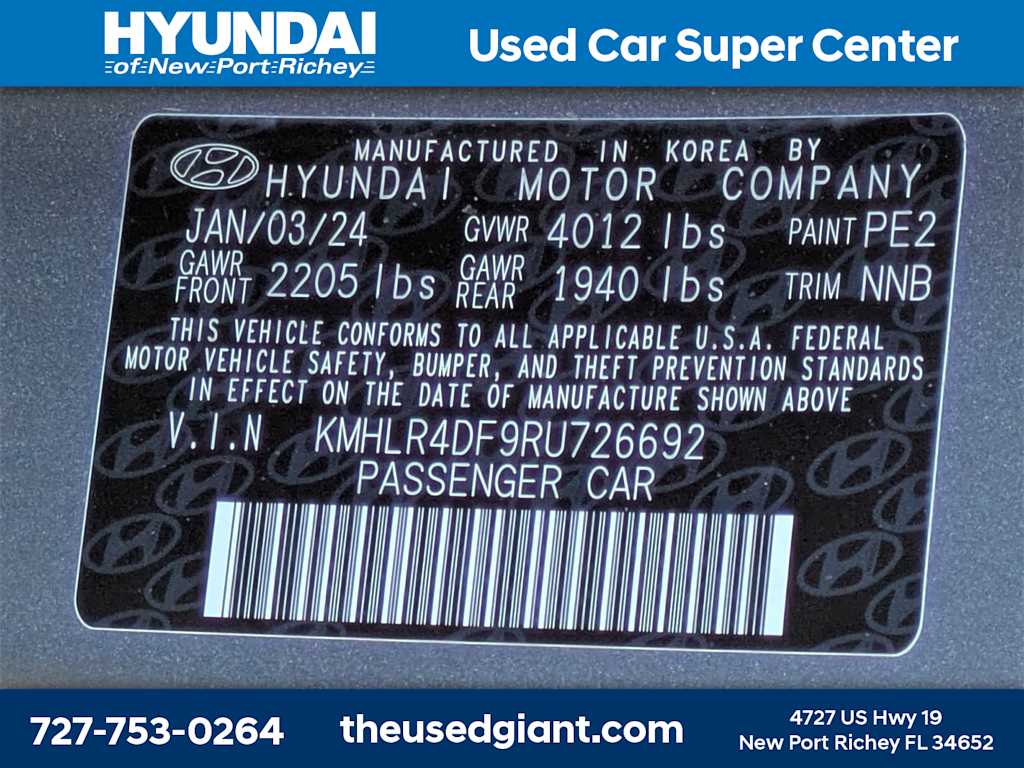 HYUNDAI
of New Port Richey
Used Car Super Center
MANUFACTURED IN KOREA BY
HYUNDAI MOTOR COMPANY
JAN/03/24 GVWR 4012 lbs PAINT PE2
GAWR FRONT 2205 lbs GAWR REAR 1940 lbs TRIM NNB
THIS VEHICLE CONFORMS TO ALL APPLICABLE U.S.A. FEDERAL
MOTOR VEHICLE SAFETY, BUMPER, AND THEFT PREVENTION STANDARDS
IN EFFECT ON THE DATE OF MANUFACTURE SHOWN ABOVE
V.I.N KMHLR4DF9RU726692
PASSENGER CAR
727-753-0264
theusedgiant.com
4727 US Hwy 19
New Port Richey FL 34652